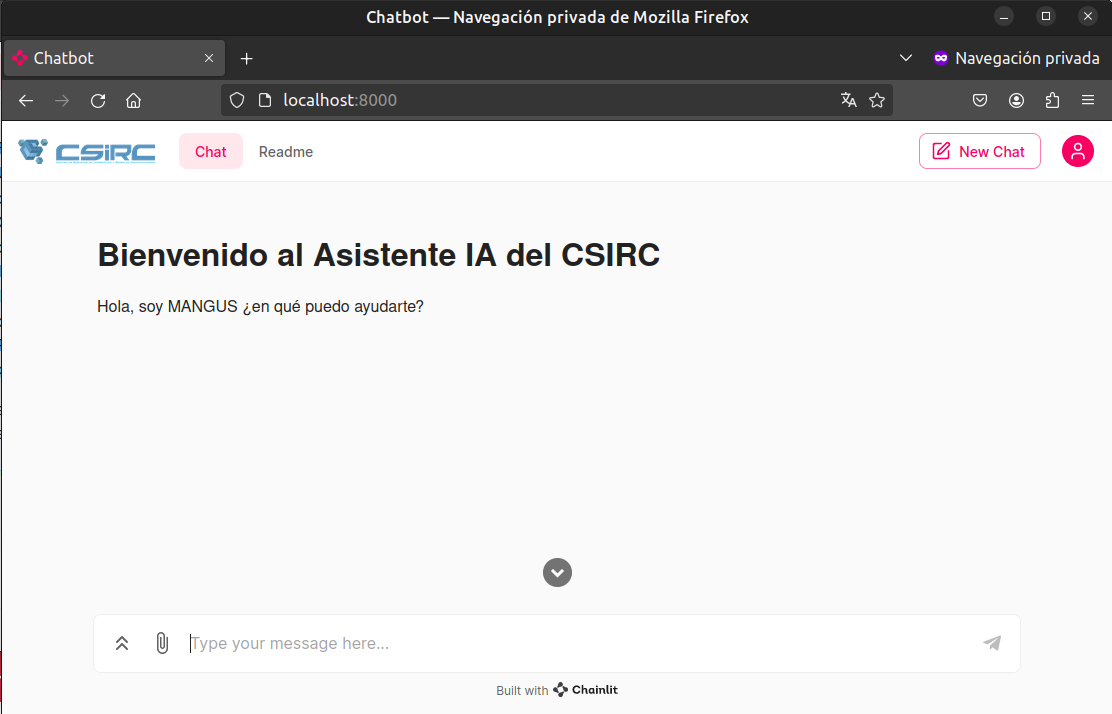 Chatbot — Navegación privada de Mozilla Firefox
Chatbot
Navegación privada
localhost:8000
CSIRC
Chat
Readme
New Chat
Bienvenido al Asistente IA del CSIRC
Hola, soy MANGUS ¿en qué puedo ayudarte?
Type your message here...
Built with Chainlit